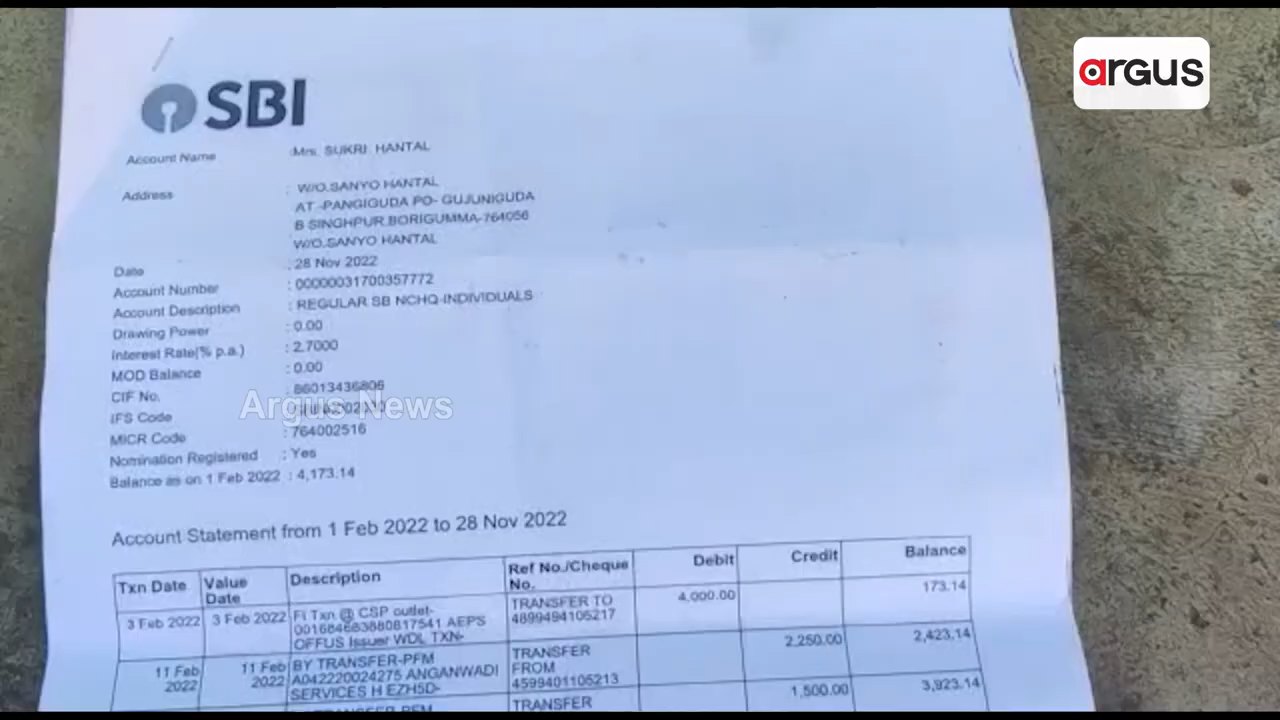 argus
SBI
Account Name : Mrs. SUKRI HANTAL
Address : W/O.SANYO HANTAL
AT -PANGIGUDA PO- GUJUNIGUDA
B SINGHPUR.BORIGUMMA-764056
W/O.SANYO HANTAL
Date : 28 Nov 2022
Account Number : 00000031700357772
Account Description : REGULAR SB NCHQ-INDIVIDUALS
Drawing Power : 0.00
Interest Rate(% p.a.) : 2.7000
MOD Balance : 0.00
CIF No. : 86013436806
IFS Code :
Argus News
MICR Code : 764002516
Nomination Registered : Yes
Balance as on 1 Feb 2022 : 4,173.14
Account Statement from 1 Feb 2022 to 28 Nov 2022
Txn Date Value Date Description Ref No./Cheque No. Debit Credit Balance
3 Feb 2022 3 Feb 2022 FI Txn @ CSP outlet- TRANSFER TO 4,000.00 173.14
001684683880817541 AEPS 4899494105217
OFFUS Issuer WDL TXN-
11 Feb 11 Feb BY TRANSFER-PFM TRANSFER 2,250.00 2,423.14
2022 2022 A042220024275 ANGANWADI FROM
SERVICES H EZH5D- 4599401105213
TRANSFER 1,500.00 3,923.14